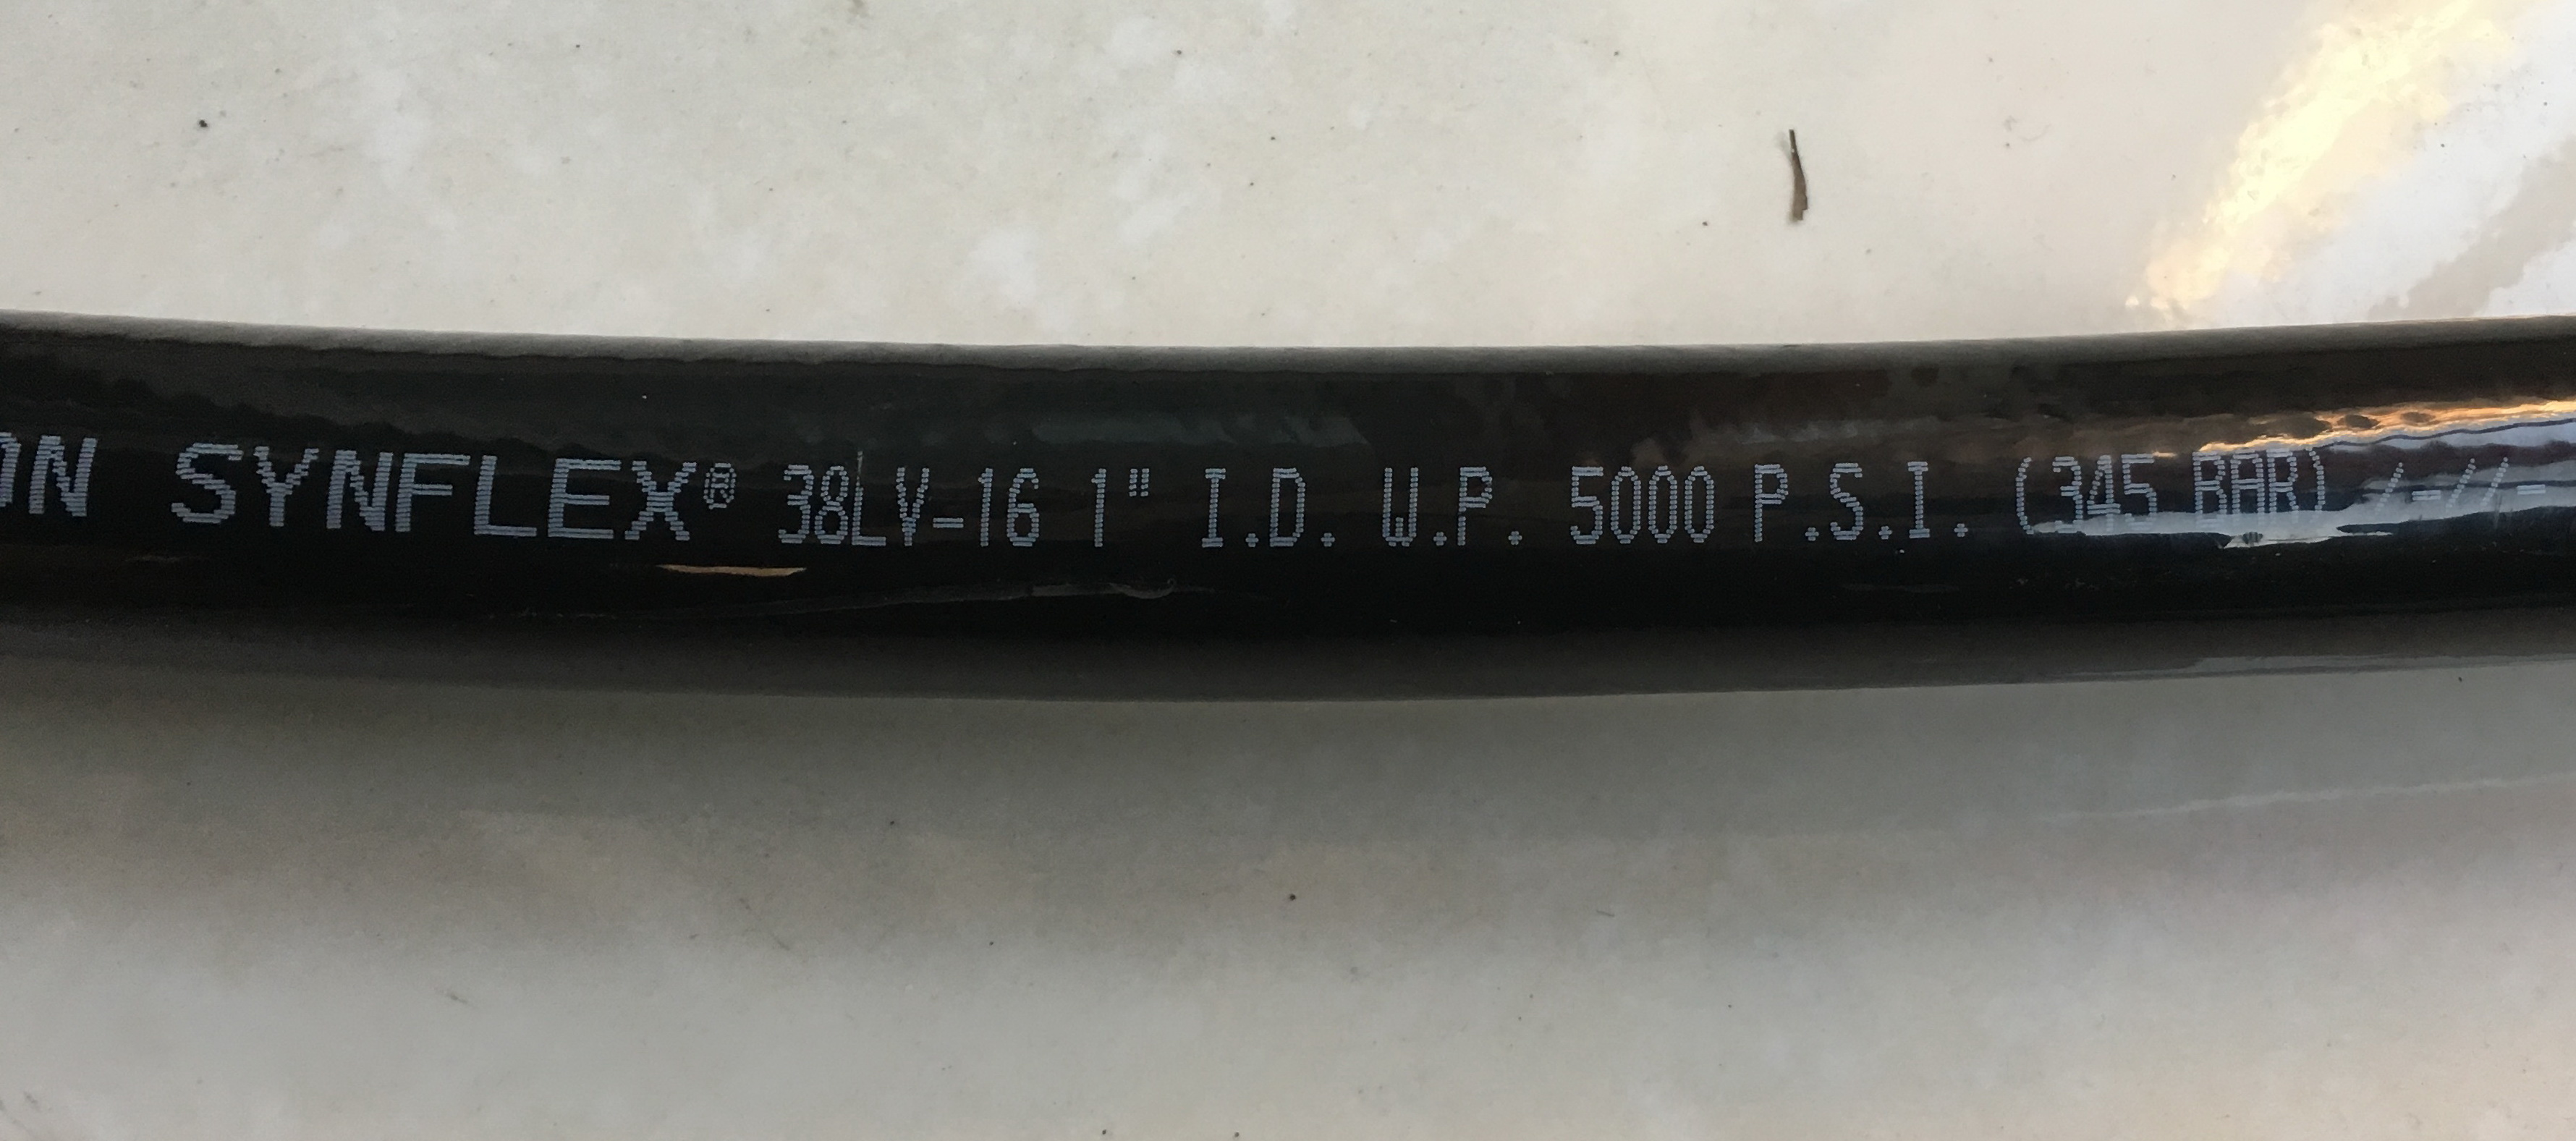 ON SYNFLEX® 38LV-16 1" I.D. W.P. 5000 P.S.I. (345 BAR) /-//-